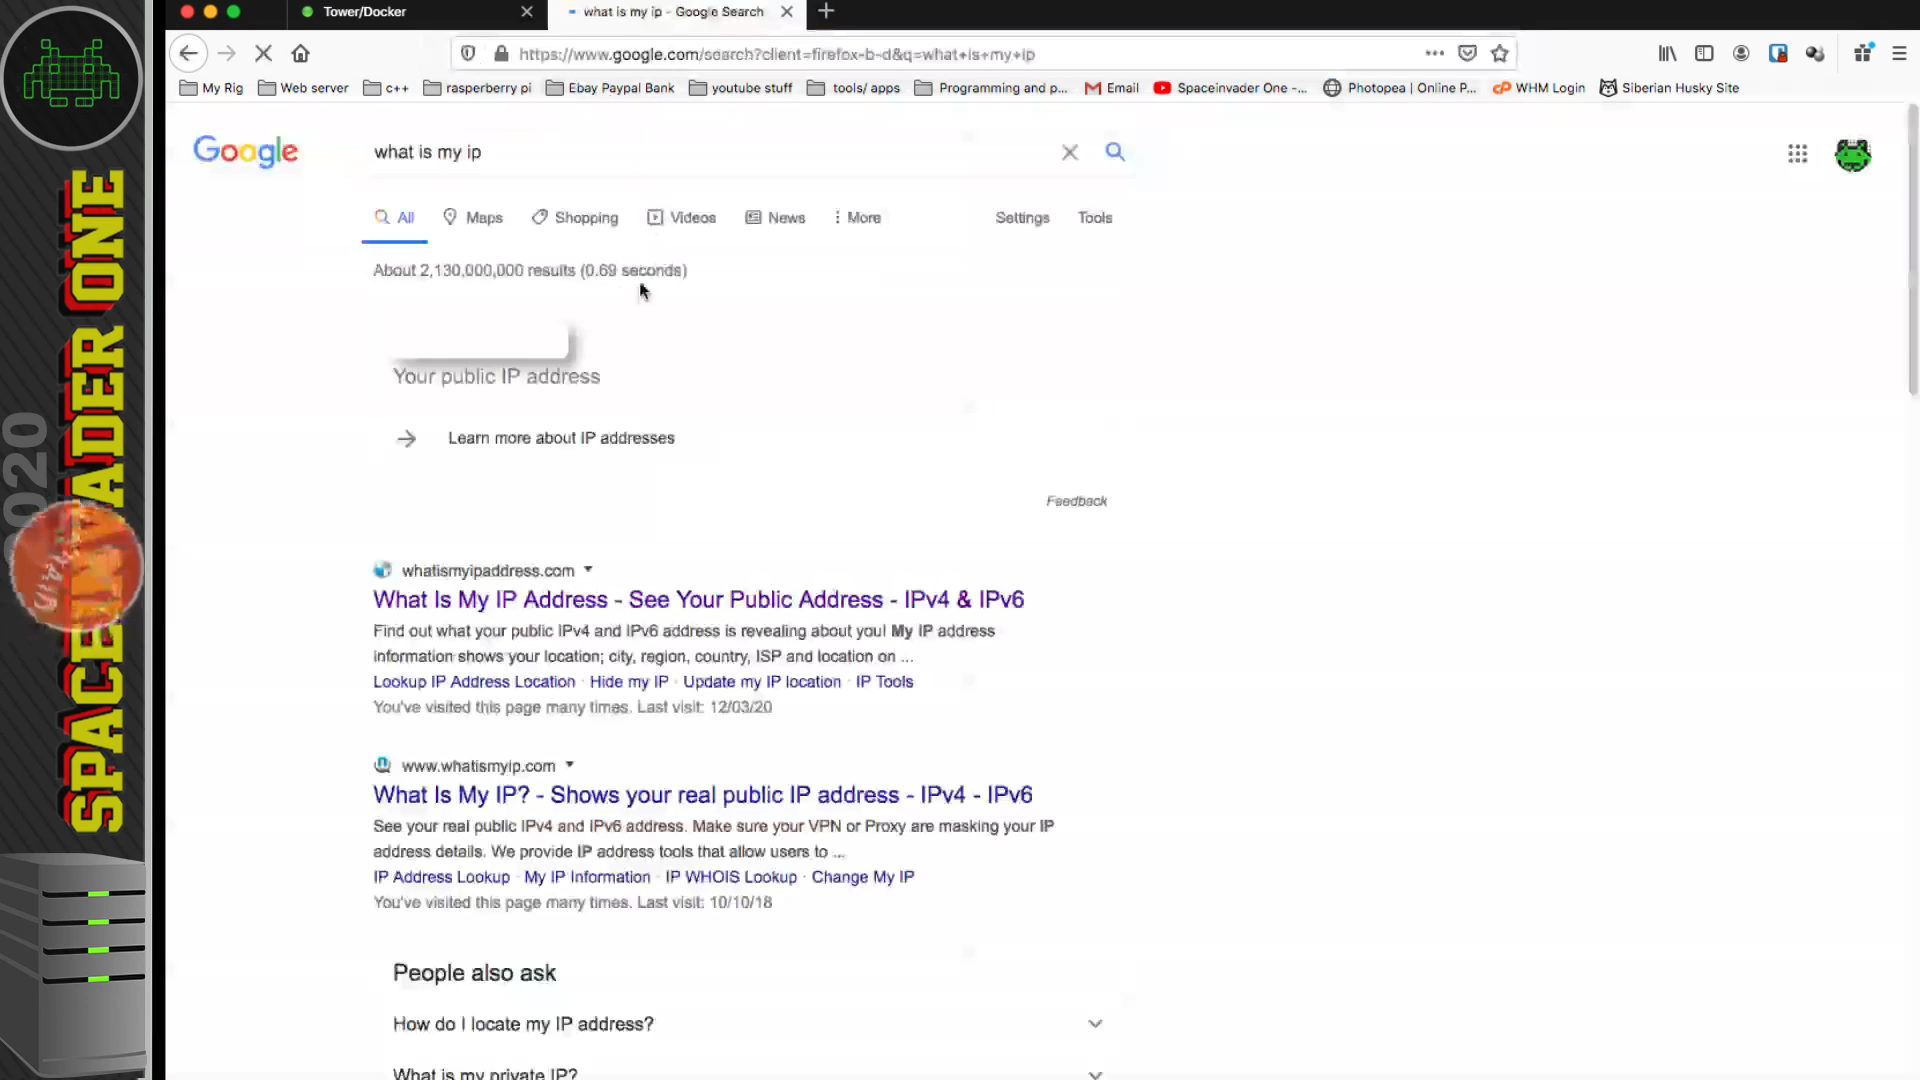 Tower/Docker
what is my ip - Google Search
https://www.google.com/search?client=firefox-b-d&q=what+is+my+ip
My Rig
Web server
c++
rasperberry pi
Ebay Paypal Bank
youtube stuff
tools/ apps
Programming and p...
Email
Spaceinvader One -...
Photopea | Online P...
WHM Login
Siberian Husky Site
Google
what is my ip
All
Maps
Shopping
Videos
News
More
Settings
Tools
About 2,130,000,000 results (0.69 seconds)
Your public IP address
Learn more about IP addresses
Feedback
whatismyipaddress.com
What Is My IP Address - See Your Public Address - IPv4 & IPv6
Find out what your public IPv4 and IPv6 address is revealing about you! My IP address
information shows your location; city, region, country, ISP and location on ...
Lookup IP Address Location · Hide my IP · Update my IP location · IP Tools
You've visited this page many times. Last visit: 12/03/20
www.whatismyip.com
What Is My IP? - Shows your real public IP address - IPv4 - IPv6
See your real public IPv4 and IPv6 address. Make sure your VPN or Proxy are masking your IP
address details. We provide IP address tools that allow users to ...
IP Address Lookup · My IP Information · IP WHOIS Lookup · Change My IP
You've visited this page many times. Last visit: 10/10/18
People also ask
How do I locate my IP address?
What is my private IP?
SPACEINVADER ONE